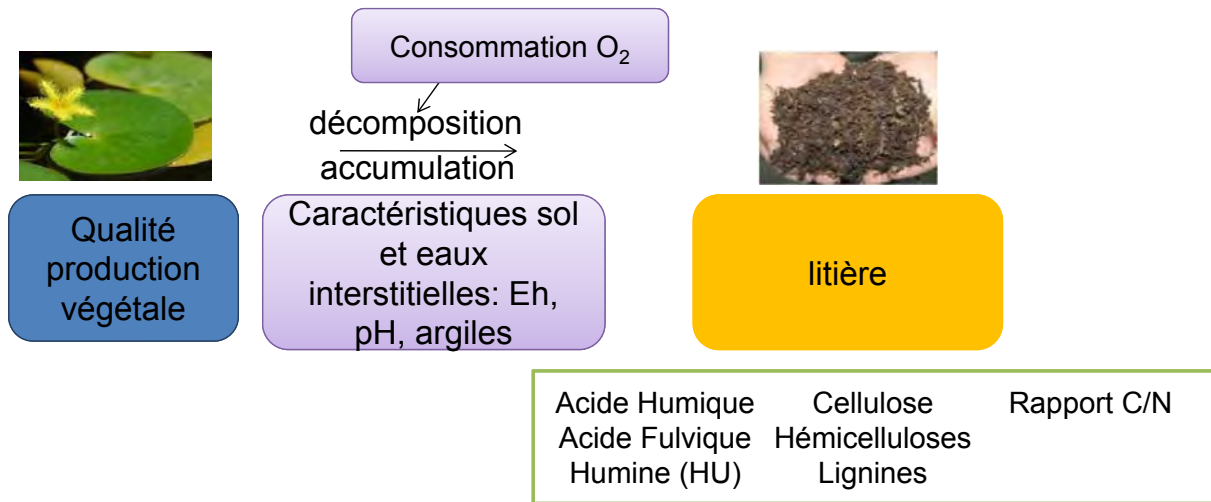 Consommation O₂
décomposition
accumulation
Qualité
production
végétale
Caractéristiques sol
et eaux
interstitielles: Eh,
pH, argiles
litière
Acide Humique Cellulose Rapport C/N
Acide Fulvique Hémicelluloses
Humine (HU) Lignines